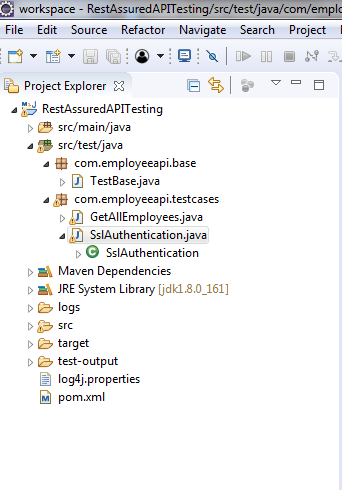 workspace - RestAssuredAPITesting/src/test/java/com/emplo
File Edit Source Refactor Navigate Search Project
Project Explorer
RestAssuredAPITesting
src/main/java
src/test/java
com.employeeapi.base
TestBase.java
com.employeeapi.testcases
GetAllEmployees.java
SslAuthentication.java
SslAuthentication
Maven Dependencies
JRE System Library [jdk1.8.0_161]
logs
src
target
test-output
log4j.properties
pom.xml